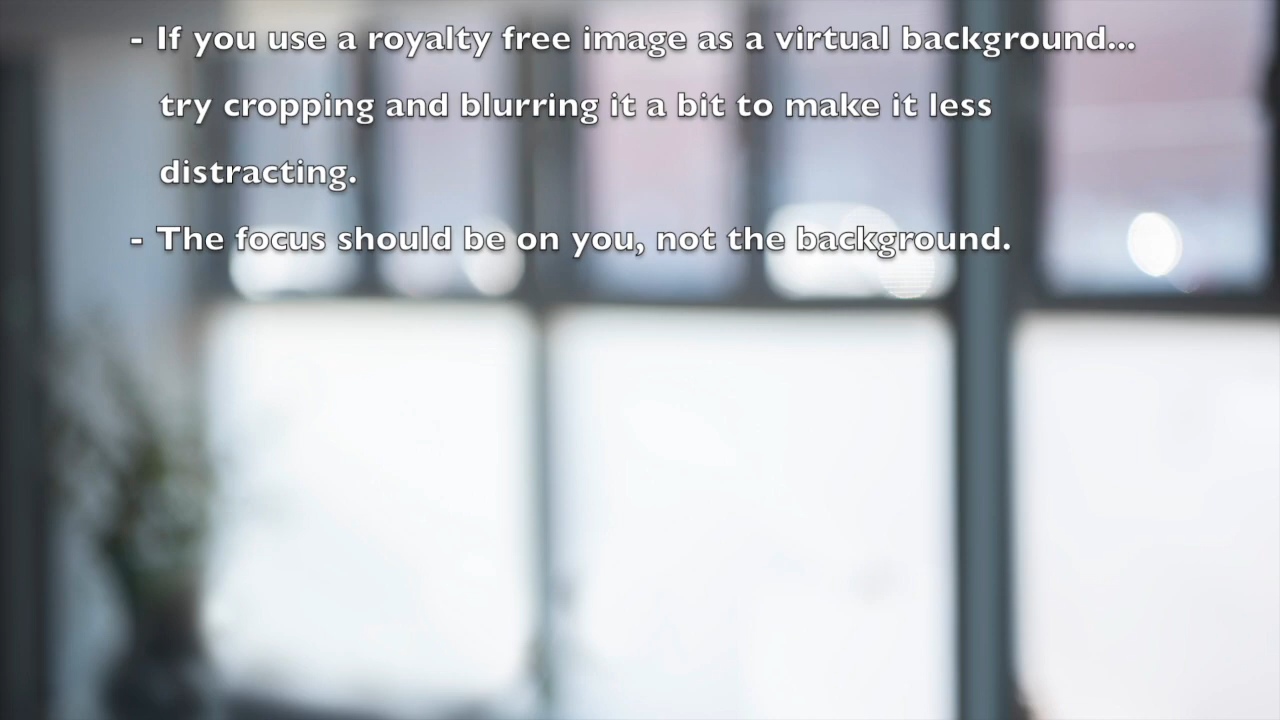 - If you use a royalty free image as a virtual background...
try cropping and blurring it a bit to make it less
distracting.
- The focus should be on you, not the background.